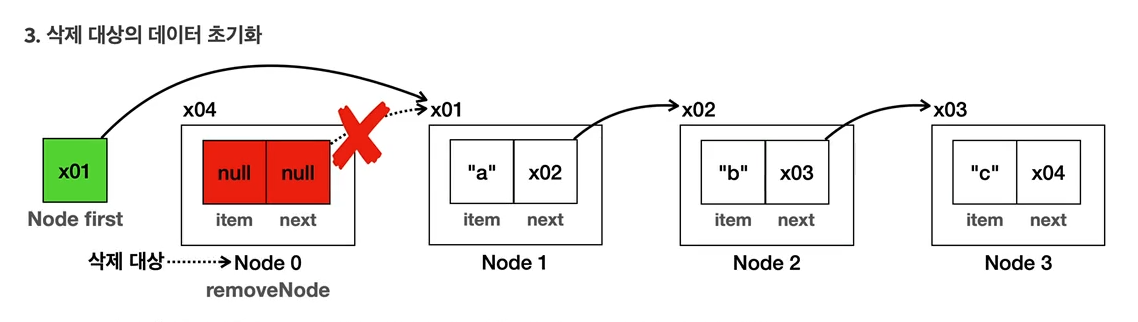 3. 삭제 대상의 데이터 초기화
x04
x01
x02
x03
x01
null
null
"a"
x02
"b"
x03
"c"
x04
Node first
item
next
item
next
item
next
item
next
삭제 대상
Node 0
Node 1
Node 2
Node 3
removeNode